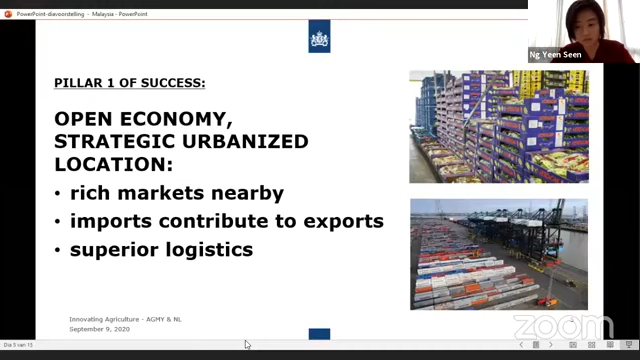 PowerPoint-diavoorstelling - Malaysia - PowerPoint
Ng Yeen Seen
PILLAR 1 OF SUCCESS:
OPEN ECONOMY,
STRATEGIC URBANIZED
LOCATION:
• rich markets nearby
• imports contribute to exports
• superior logistics
Innovating Agriculture - AGMY & NL
September 9, 2020
Dia 5 van 15
zoom